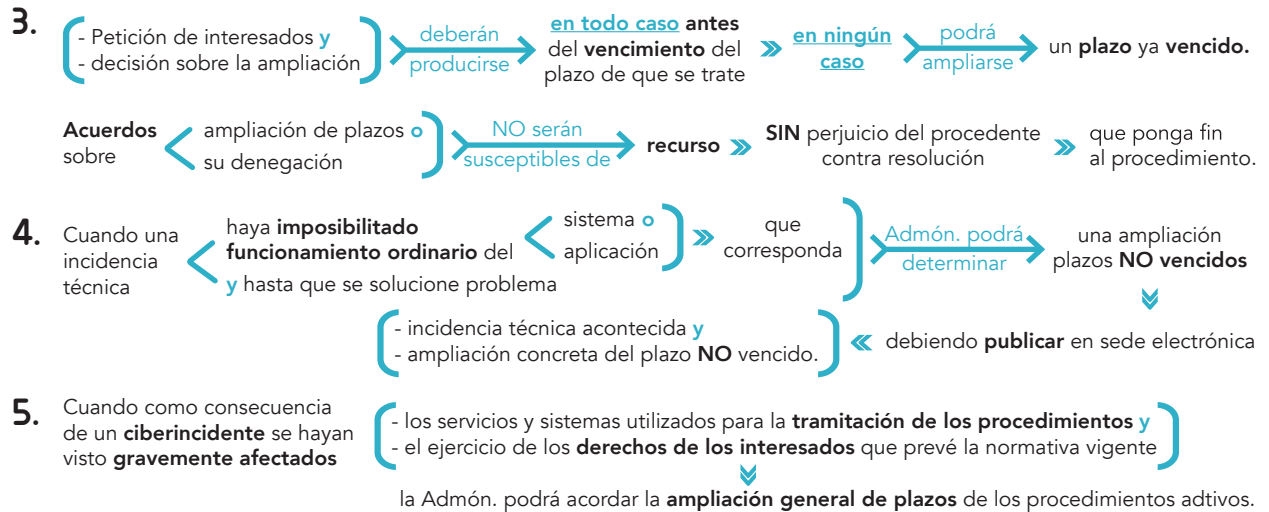 3.
- Petición de interesados y
- decisión sobre la ampliación
deberán
producirse
en todo caso antes
del vencimiento del
plazo de que se trate
en ningún
caso
podrá
ampliarse
un plazo ya vencido.
Acuerdos
sobre
ampliación de plazos o
su denegación
NO serán
susceptibles de
recurso
SIN perjuicio del procedente
contra resolución
que ponga fin
al procedimiento.
4.
Cuando una
incidencia
técnica
haya imposibilitado
funcionamiento ordinario del
y hasta que se solucione problema
sistema o
aplicación
que
corresponda
Admón. podrá
determinar
una ampliación
plazos NO vencidos
debiendo publicar en sede electrónica
- incidencia técnica acontecida y
- ampliación concreta del plazo NO vencido.
5.
Cuando como consecuencia
de un ciberincidente se hayan
visto gravemente afectados
- los servicios y sistemas utilizados para la tramitación de los procedimientos y
- el ejercicio de los derechos de los interesados que prevé la normativa vigente
la Admón. podrá acordar la ampliación general de plazos de los procedimientos adtivos.